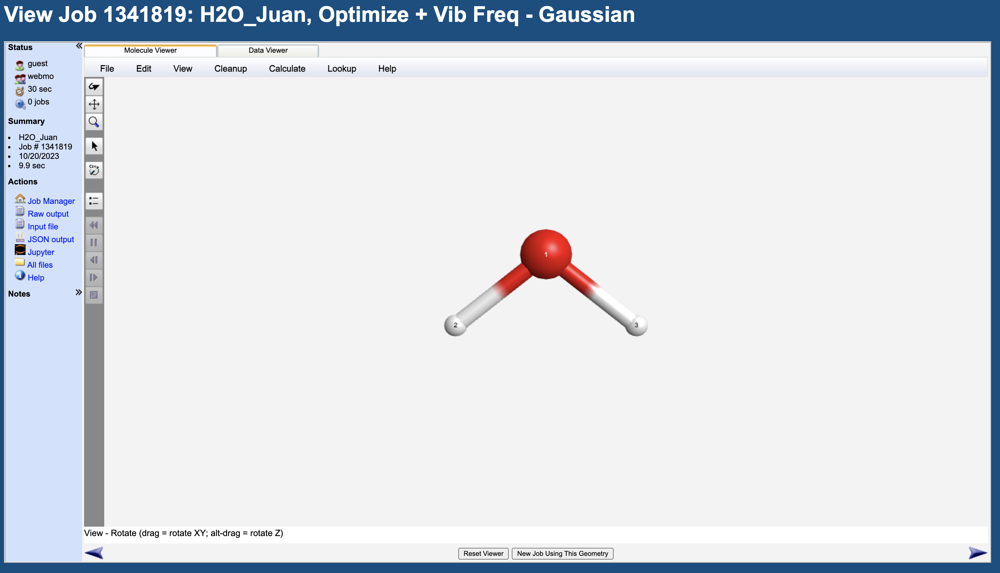 View Job 1341819: H2O_Juan, Optimize + Vib Freq - Gaussian
Status
guest
webmo
30 sec
0 jobs
Summary
H2O_Juan
Job # 1341819
10/20/2023
9.9 sec
Actions
Job Manager
Raw output
Input file
JSON output
Jupyter
All files
Help
Notes
Molecule Viewer Data Viewer
File Edit View Cleanup Calculate Lookup Help
C2v
1
2 3
View - Rotate (drag = rotate XY; alt-drag = rotate Z)
Reset Viewer New Job Using This Geometry